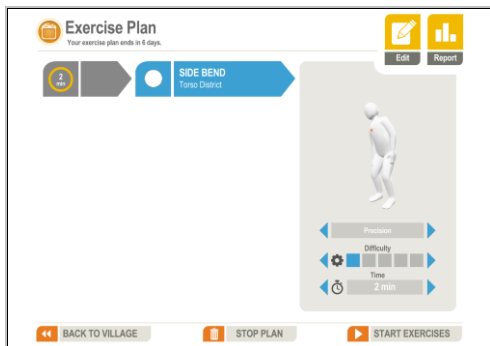 Exercise Plan
Your exercise plan ends in 6 days.
Edit
Report
2
min
SIDE BEND
Torso District
Precision
Difficulty
Time
2 min
BACK TO VILLAGE
STOP PLAN
START EXERCISES